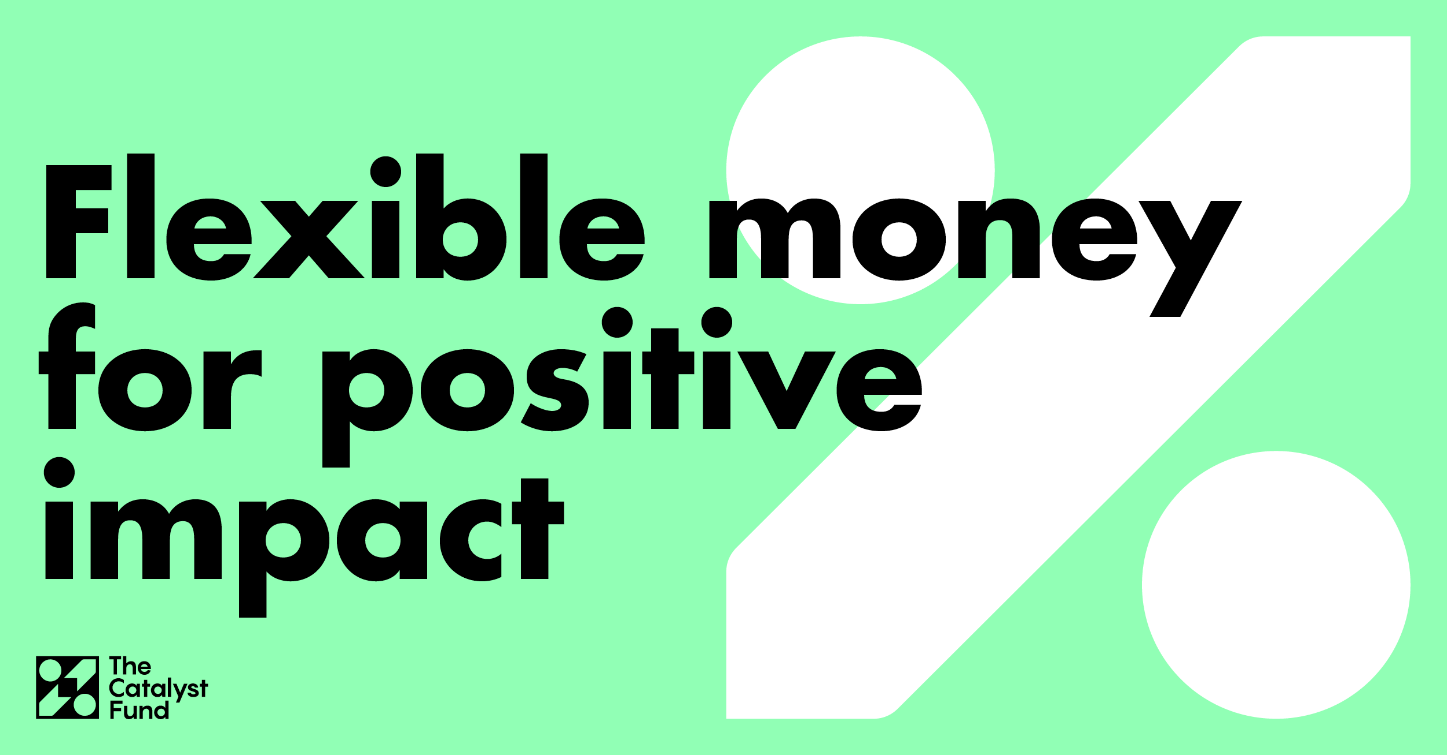 Flexible money
for positive
impact
The
Catalyst
Fund